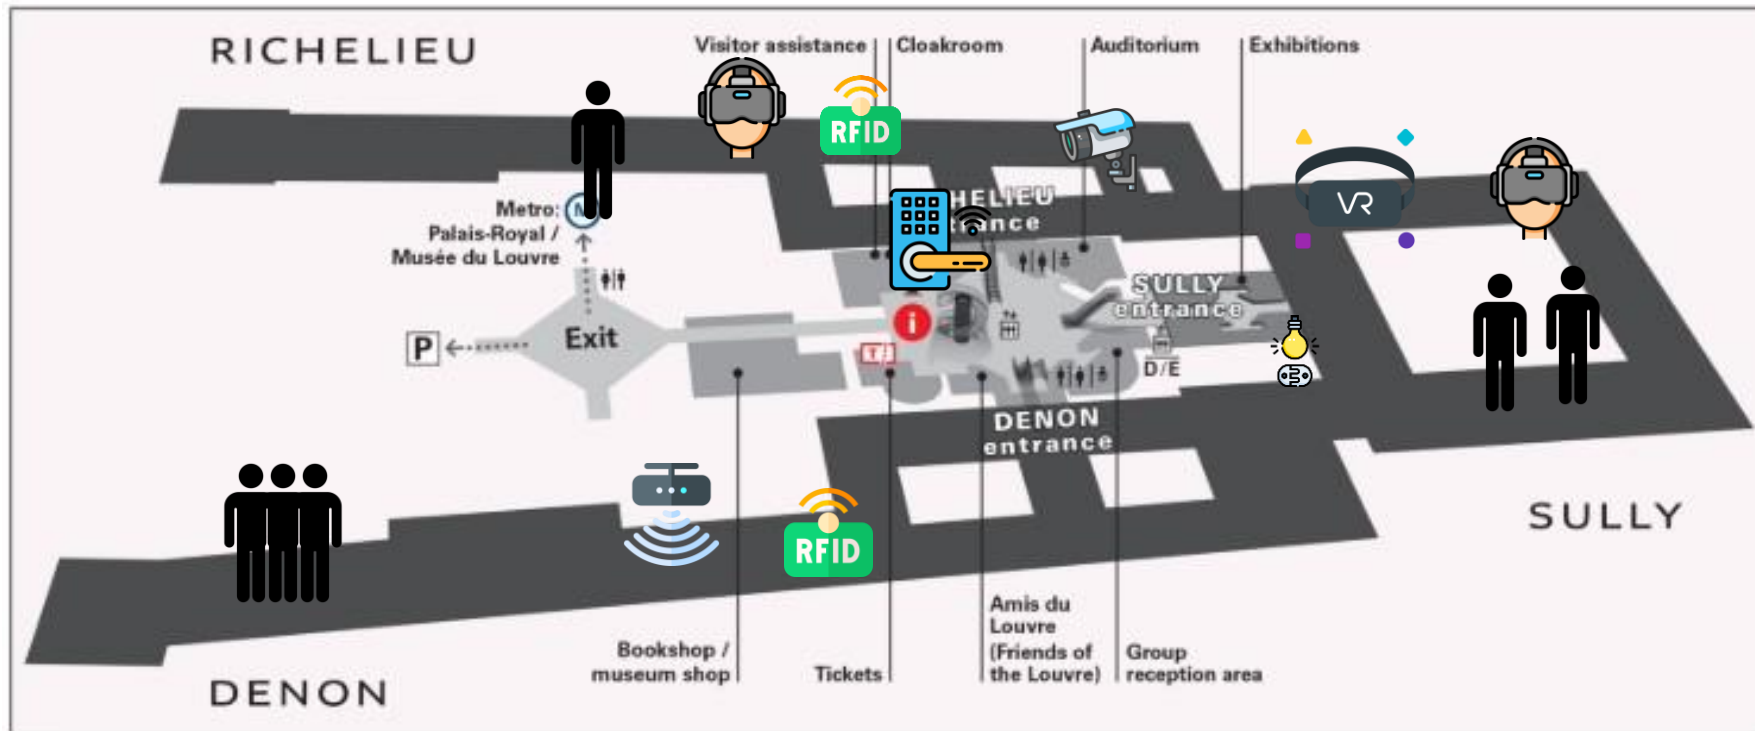 RICHELIEU
Visitor assistance
Cloakroom
Auditorium
Exhibitions
RFID
VR
Metro:
Palais-Royal /
Musée du Louvre
HELIEU
trance
SULLY
entrance
Exit
P
i
T
D/E
DENON
entrance
RFID
SULLY
Bookshop /
museum shop
Tickets
Amis du
Louvre
(Friends of
the Louvre)
Group
reception area
DENON